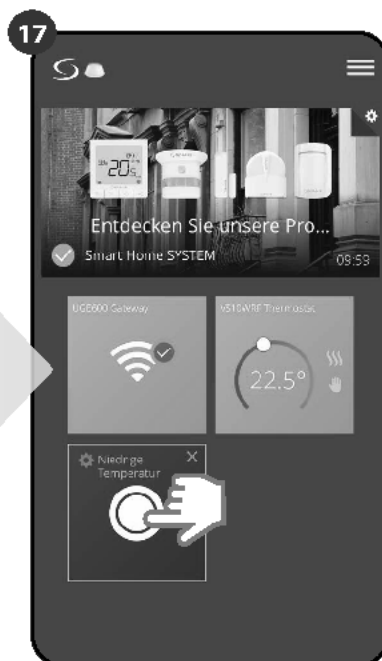 17
Entdecken Sie unsere Pro...
Smart Home SYSTEM
09:59
UGE600 Gateway
VS10WRF Thermostat
22.5°
Niedrige
Temperatur